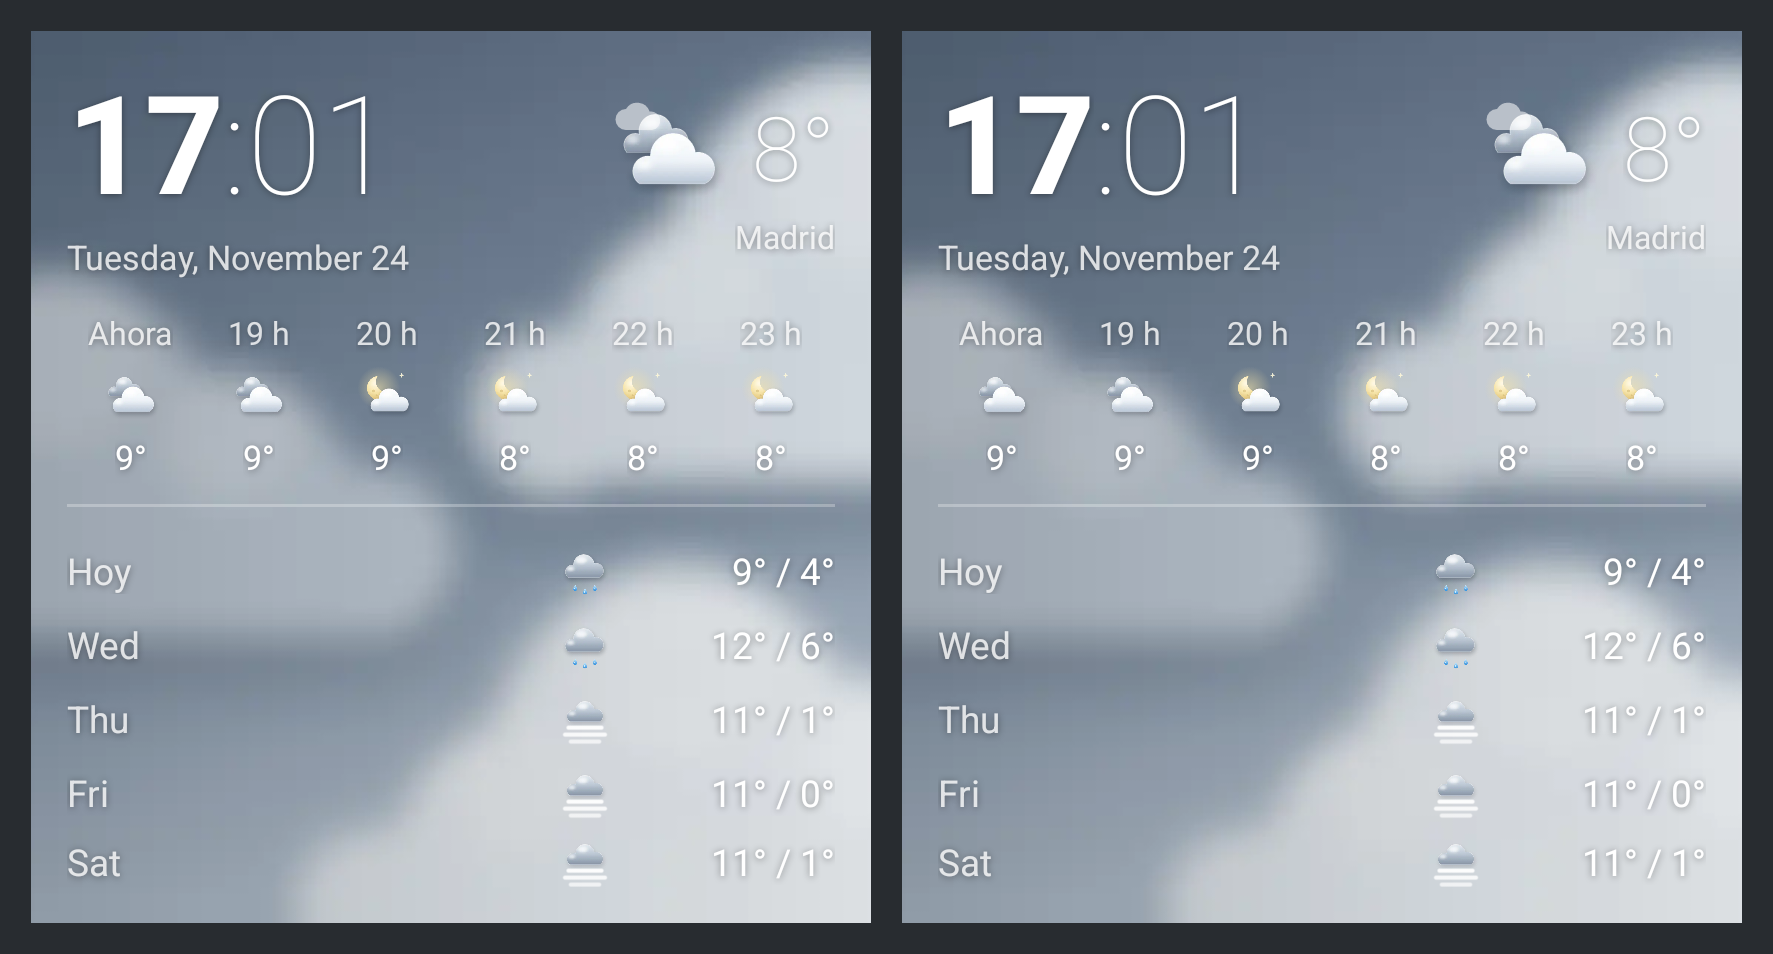 17:01
8°
Madrid
Tuesday, November 24
Ahora 19 h 20 h 21 h 22 h 23 h
9° 9° 9° 8° 8° 8°
Hoy 9° / 4°
Wed 12° / 6°
Thu 11° / 1°
Fri 11° / 0°
Sat 11° / 1°
17:01
8°
Madrid
Tuesday, November 24
Ahora 19 h 20 h 21 h 22 h 23 h
9° 9° 9° 8° 8° 8°
Hoy 9° / 4°
Wed 12° / 6°
Thu 11° / 1°
Fri 11° / 0°
Sat 11° / 1°